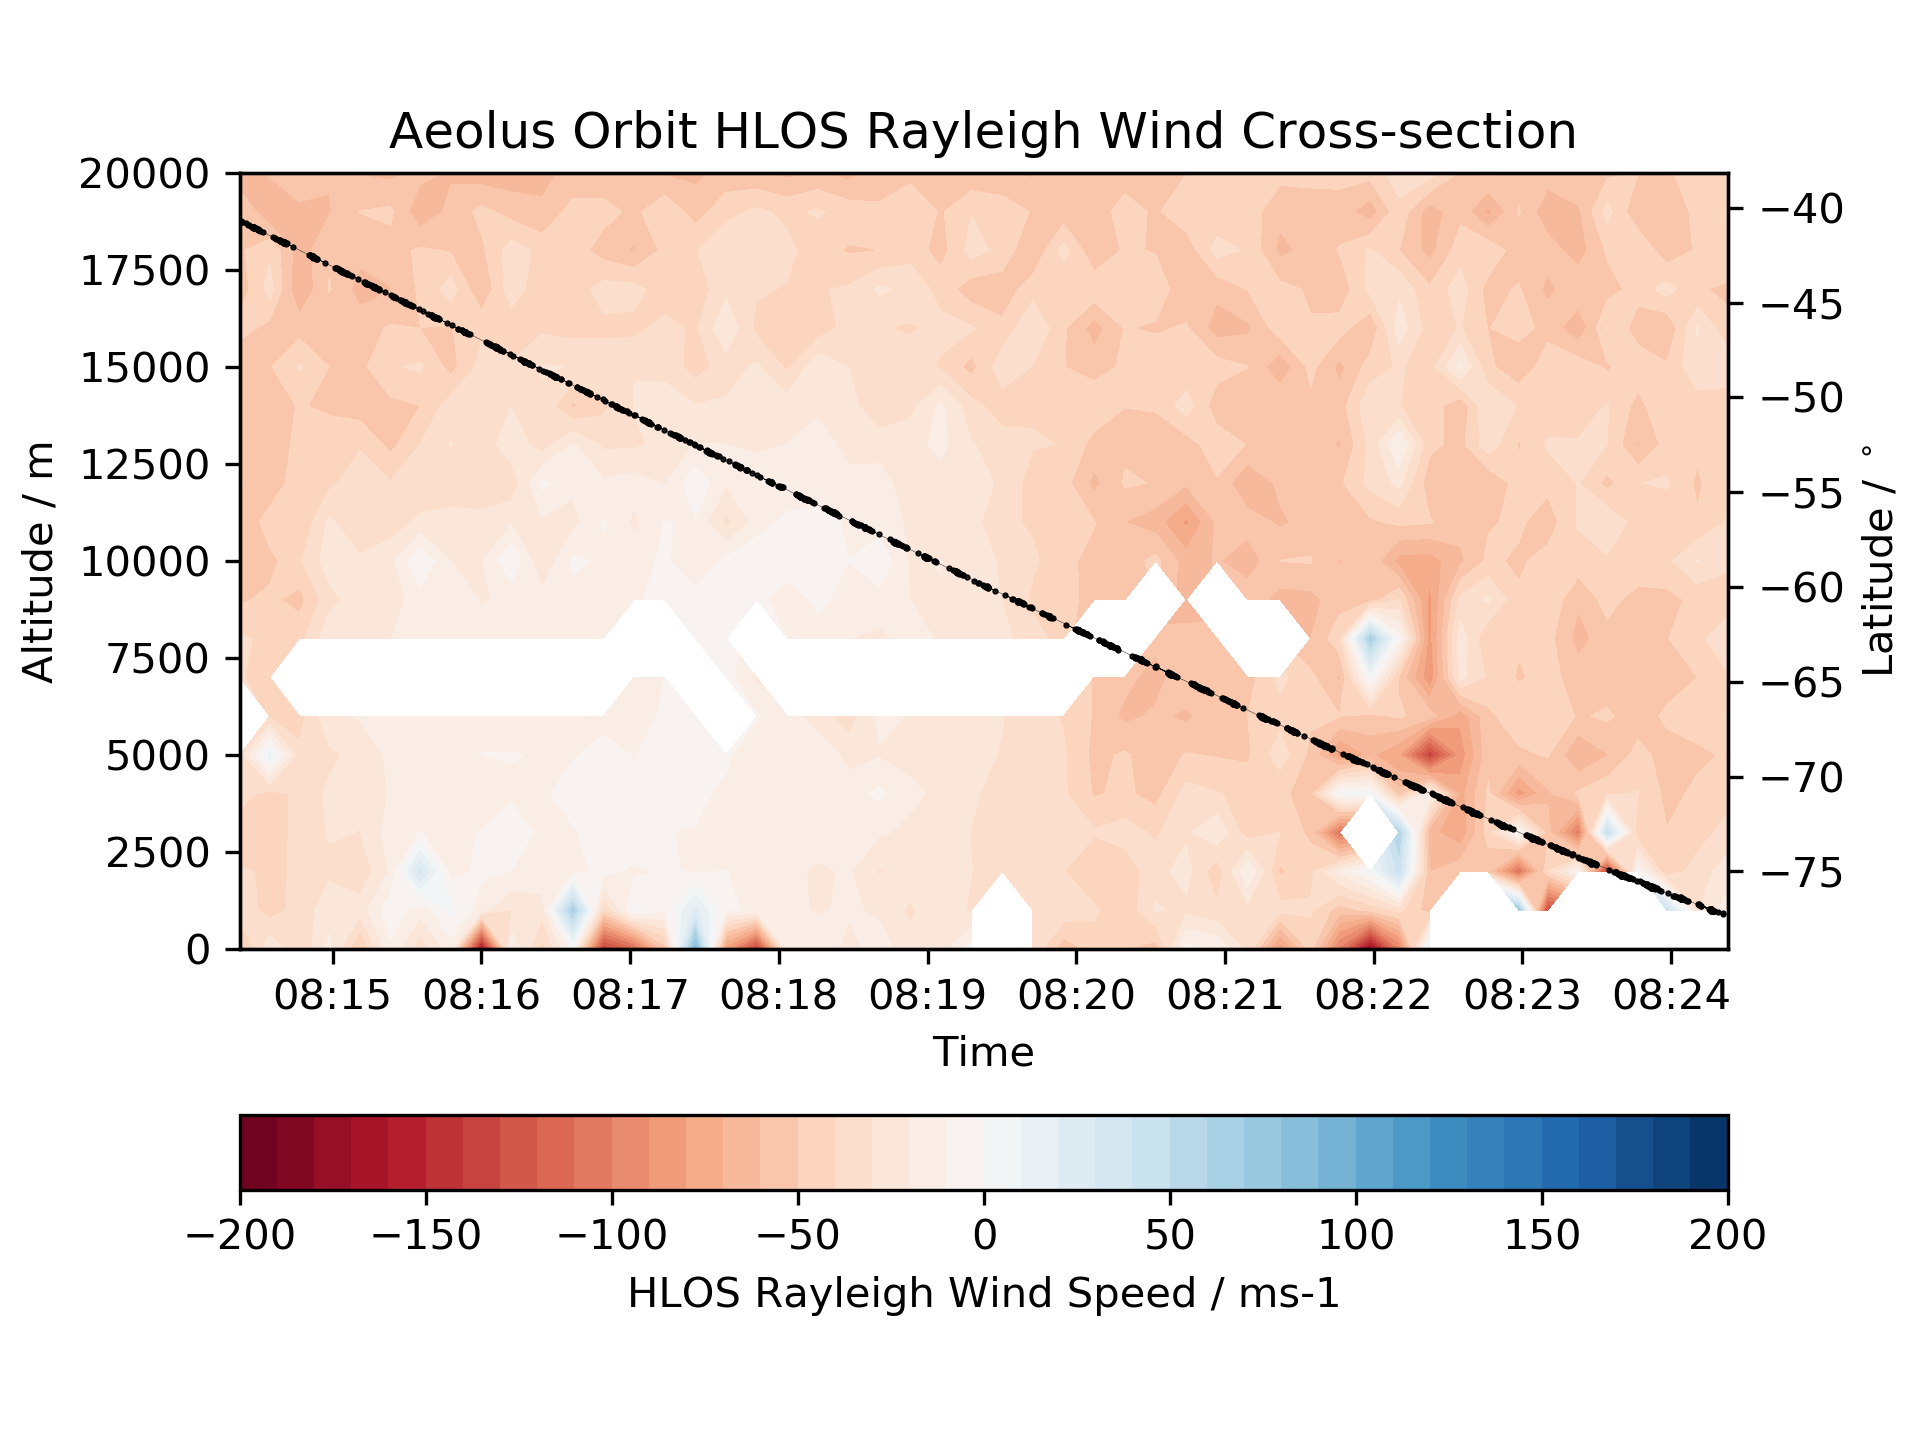 Aeolus Orbit HLOS Rayleigh Wind Cross-section
20000
17500
15000
12500
10000
7500
5000
2500
0
Altitude / m
−40
−45
−50
−55
−60
−65
−70
−75
Latitude / °
08:15 08:16 08:17 08:18 08:19 08:20 08:21 08:22 08:23 08:24
Time
−200 −150 −100 −50 0 50 100 150 200
HLOS Rayleigh Wind Speed / ms-1